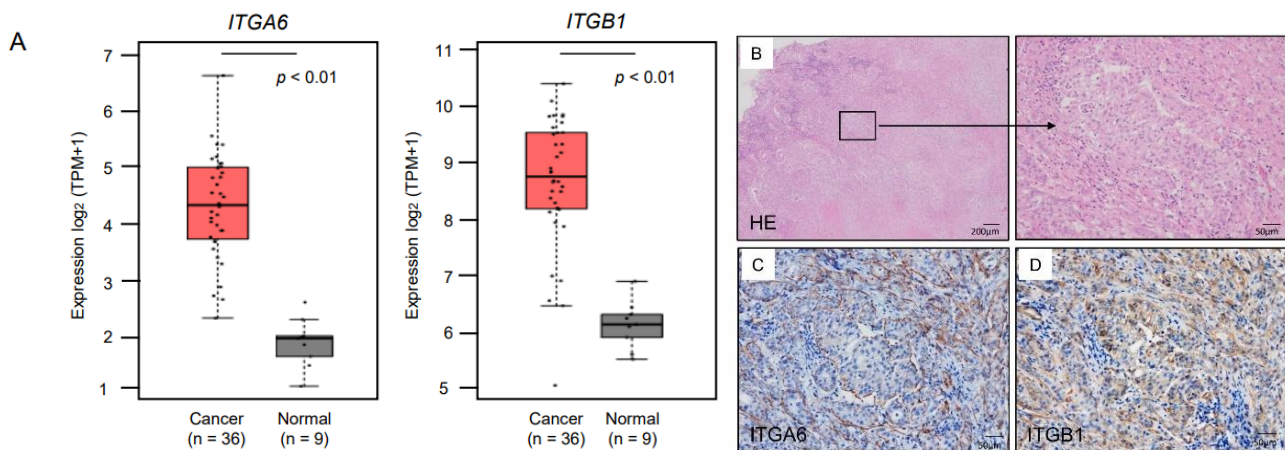 A
ITGA6
Expression log2 (TPM+1)
7
6
5
4
3
2
1
p < 0.01
Cancer
(n = 36)
Normal
(n = 9)
ITGB1
Expression log2 (TPM+1)
11
10
9
8
7
6
5
p < 0.01
Cancer
(n = 36)
Normal
(n = 9)
B
HE
200μm
50μm
C
ITGA6
50μm
D
ITGB1
50μm